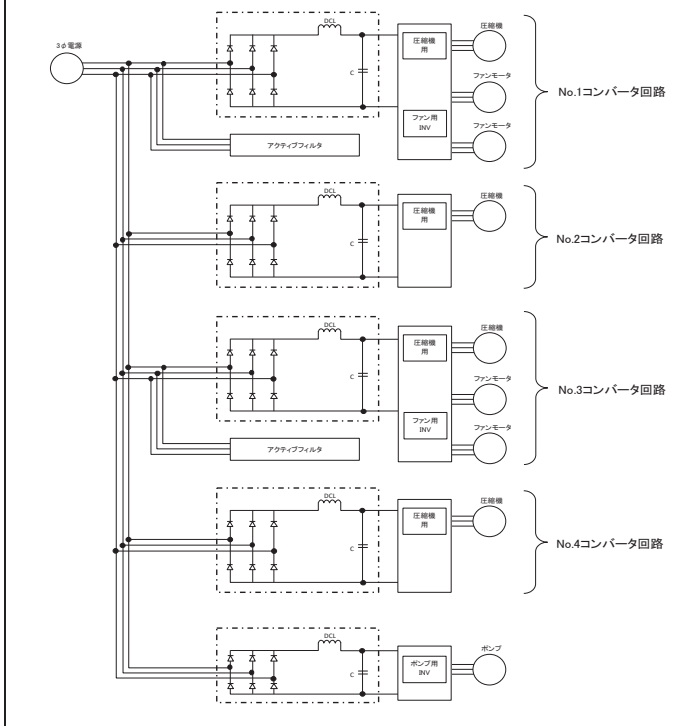 3φ電源
DCL
C
圧縮機
用
ファン用
INV
圧縮機
ファンモータ
ファンモータ
アクティブフィルタ
No.1コンバータ回路
DCL
C
圧縮機
用
圧縮機
No.2コンバータ回路
DCL
C
圧縮機
用
ファン用
INV
圧縮機
ファンモータ
ファンモータ
アクティブフィルタ
No.3コンバータ回路
DCL
C
圧縮機
用
圧縮機
No.4コンバータ回路
DCL
C
ポンプ用
INV
ポンプ